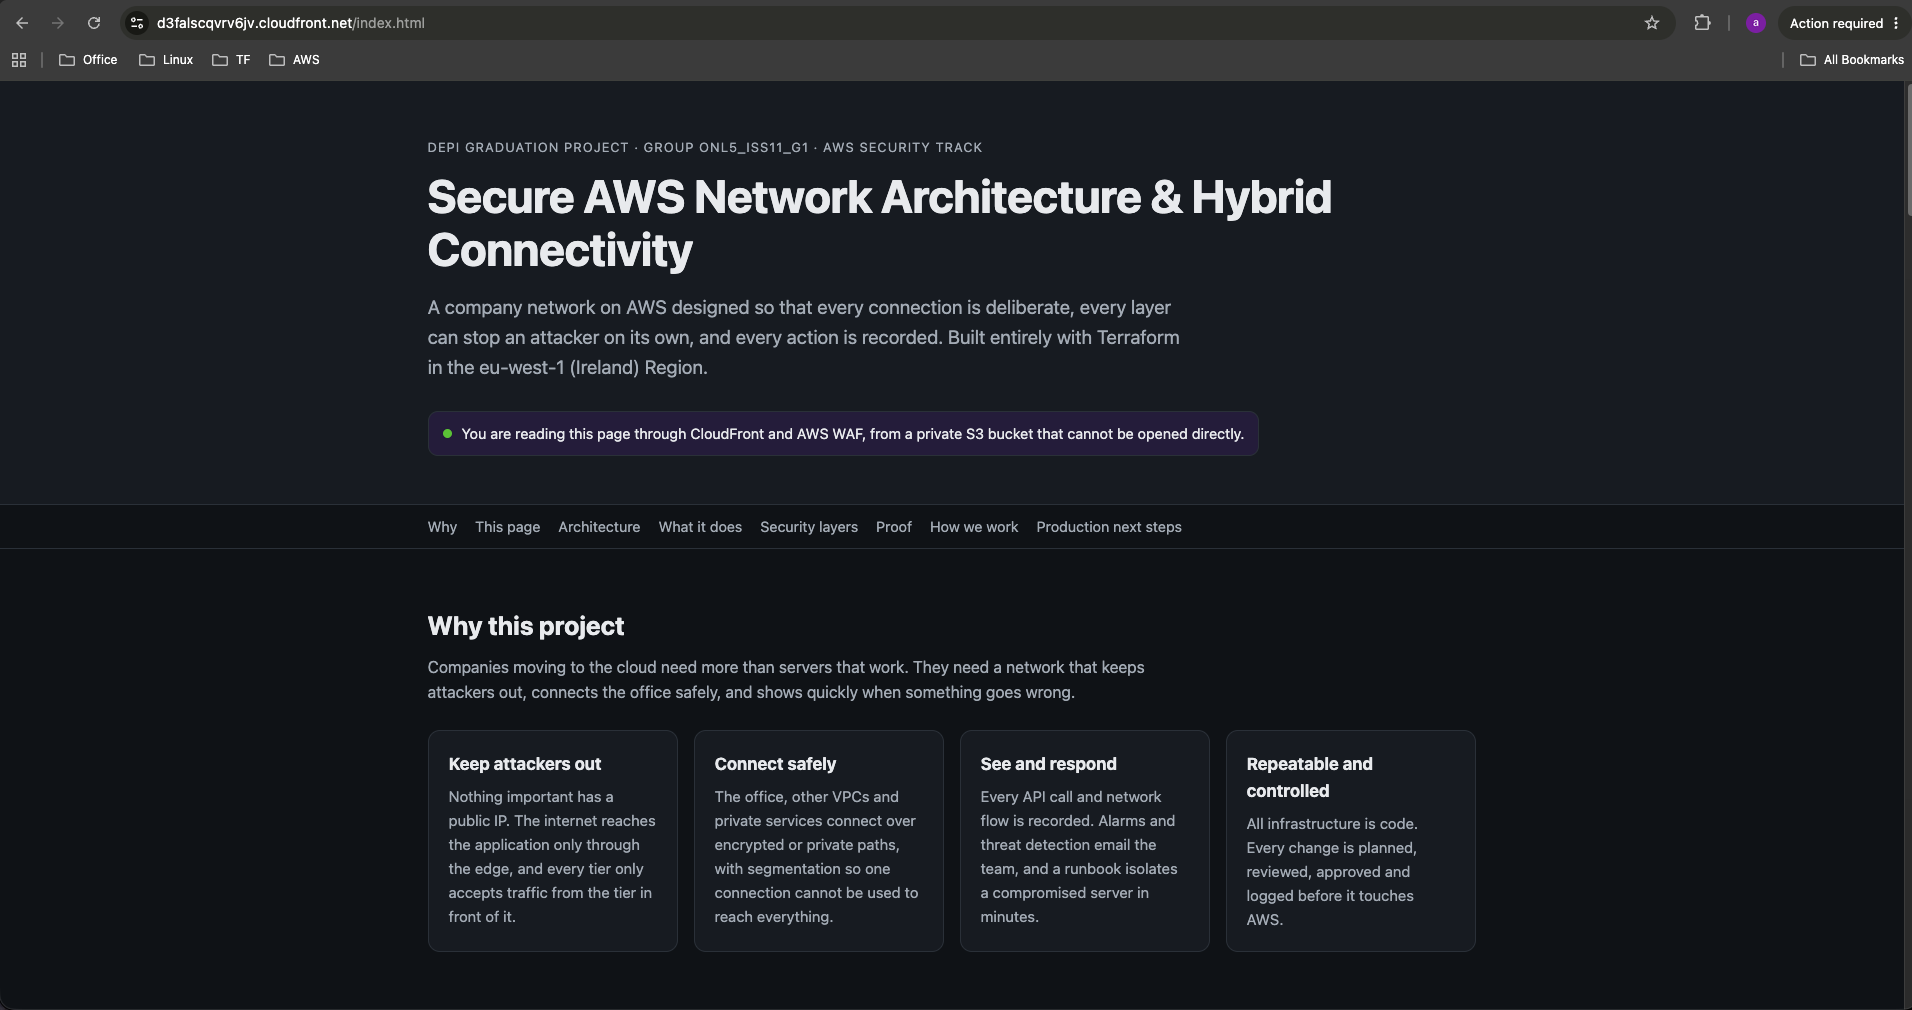 d3falscqvrv6jv.cloudfront.net/index.html
a
Action required
Office
Linux
TF
AWS
All Bookmarks
DEPI GRADUATION PROJECT · GROUP ONL5_ISS11_G1 · AWS SECURITY TRACK
Secure AWS Network Architecture & Hybrid
Connectivity
A company network on AWS designed so that every connection is deliberate, every layer
can stop an attacker on its own, and every action is recorded. Built entirely with Terraform
in the eu-west-1 (Ireland) Region.
You are reading this page through CloudFront and AWS WAF, from a private S3 bucket that cannot be opened directly.
Why
This page
Architecture
What it does
Security layers
Proof
How we work
Production next steps
Why this project
Companies moving to the cloud need more than servers that work. They need a network that keeps
attackers out, connects the office safely, and shows quickly when something goes wrong.
Keep attackers out
Nothing important has a
public IP. The internet reaches
the application only through
the edge, and every tier only
accepts traffic from the tier in
front of it.
Connect safely
The office, other VPCs and
private services connect over
encrypted or private paths,
with segmentation so one
connection cannot be used to
reach everything.
See and respond
Every API call and network
flow is recorded. Alarms and
threat detection email the
team, and a runbook isolates
a compromised server in
minutes.
Repeatable and
controlled
All infrastructure is code.
Every change is planned,
reviewed, approved and
logged before it touches
AWS.